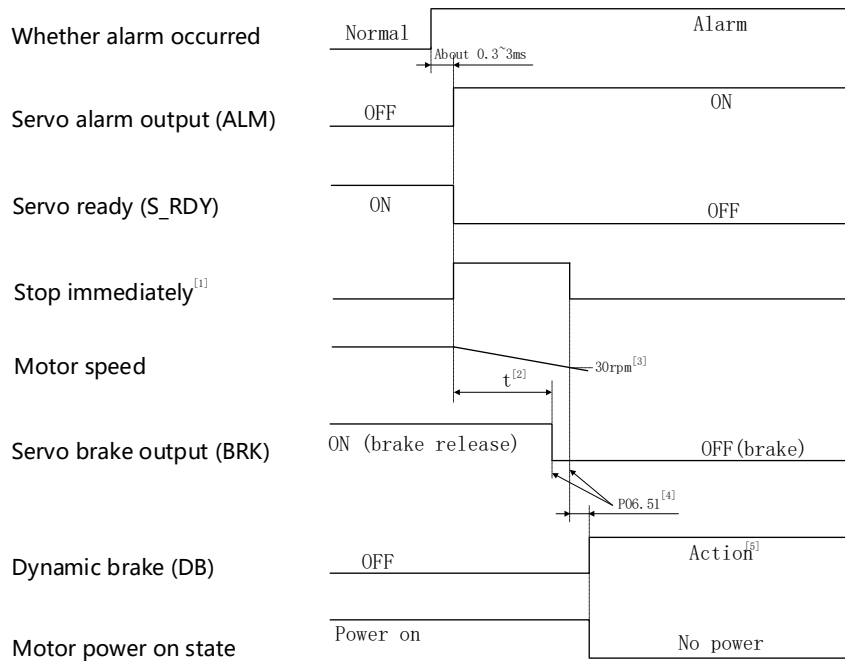 Whether alarm occurred
Normal
Alarm
About 0.3~3ms
Servo alarm output (ALM)
OFF
ON
Servo ready (S_RDY)
ON
OFF
Stop immediately[1]
Motor speed
30rpm[3]
t[2]
Servo brake output (BRK)
ON (brake release)
OFF(brake)
P06.51[4]
Dynamic brake (DB)
OFF
Action[5]
Motor power on state
Power on
No power